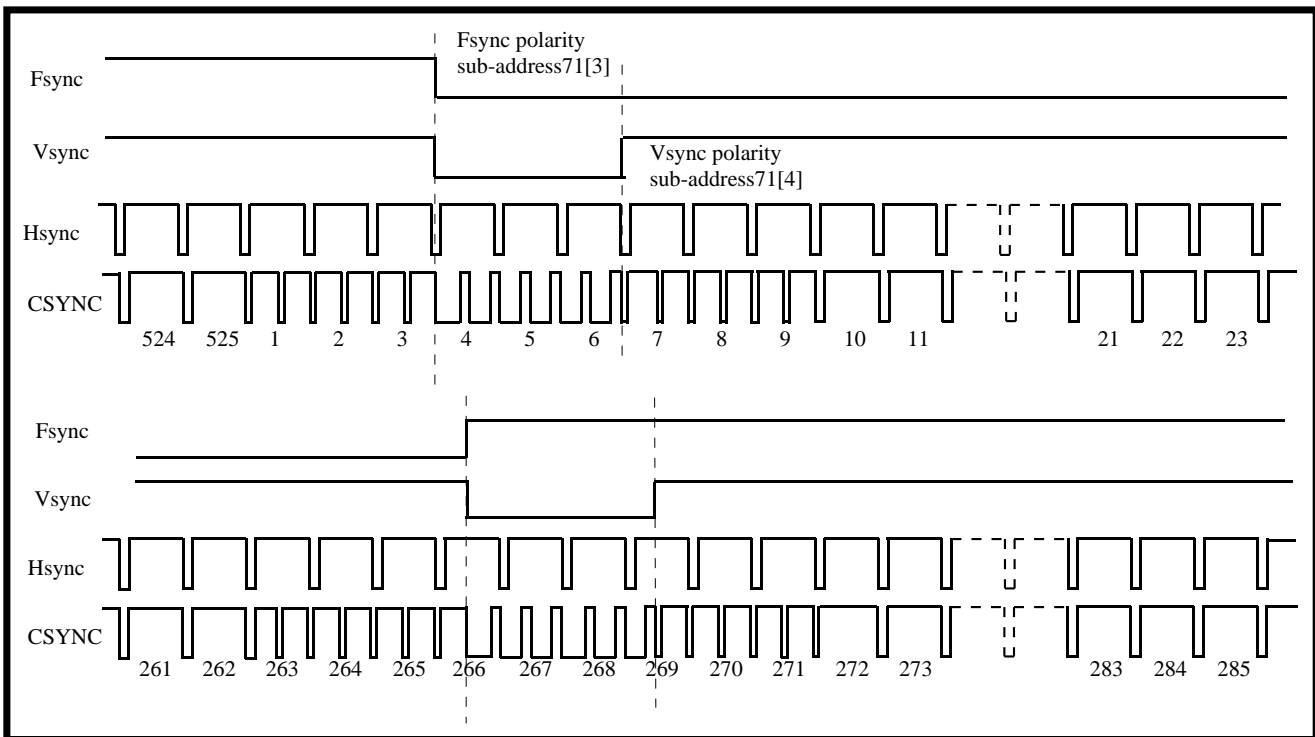 Fsync
Fsync polarity
sub-address71[3]
Vsync
Vsync polarity
sub-address71[4]
Hsync
CSYNC
524 525 1 2 3 4 5 6 7 8 9 10 11 21 22 23
Fsync
Vsync
Hsync
CSYNC
261 262 263 264 265 266 267 268 269 270 271 272 273 283 284 285